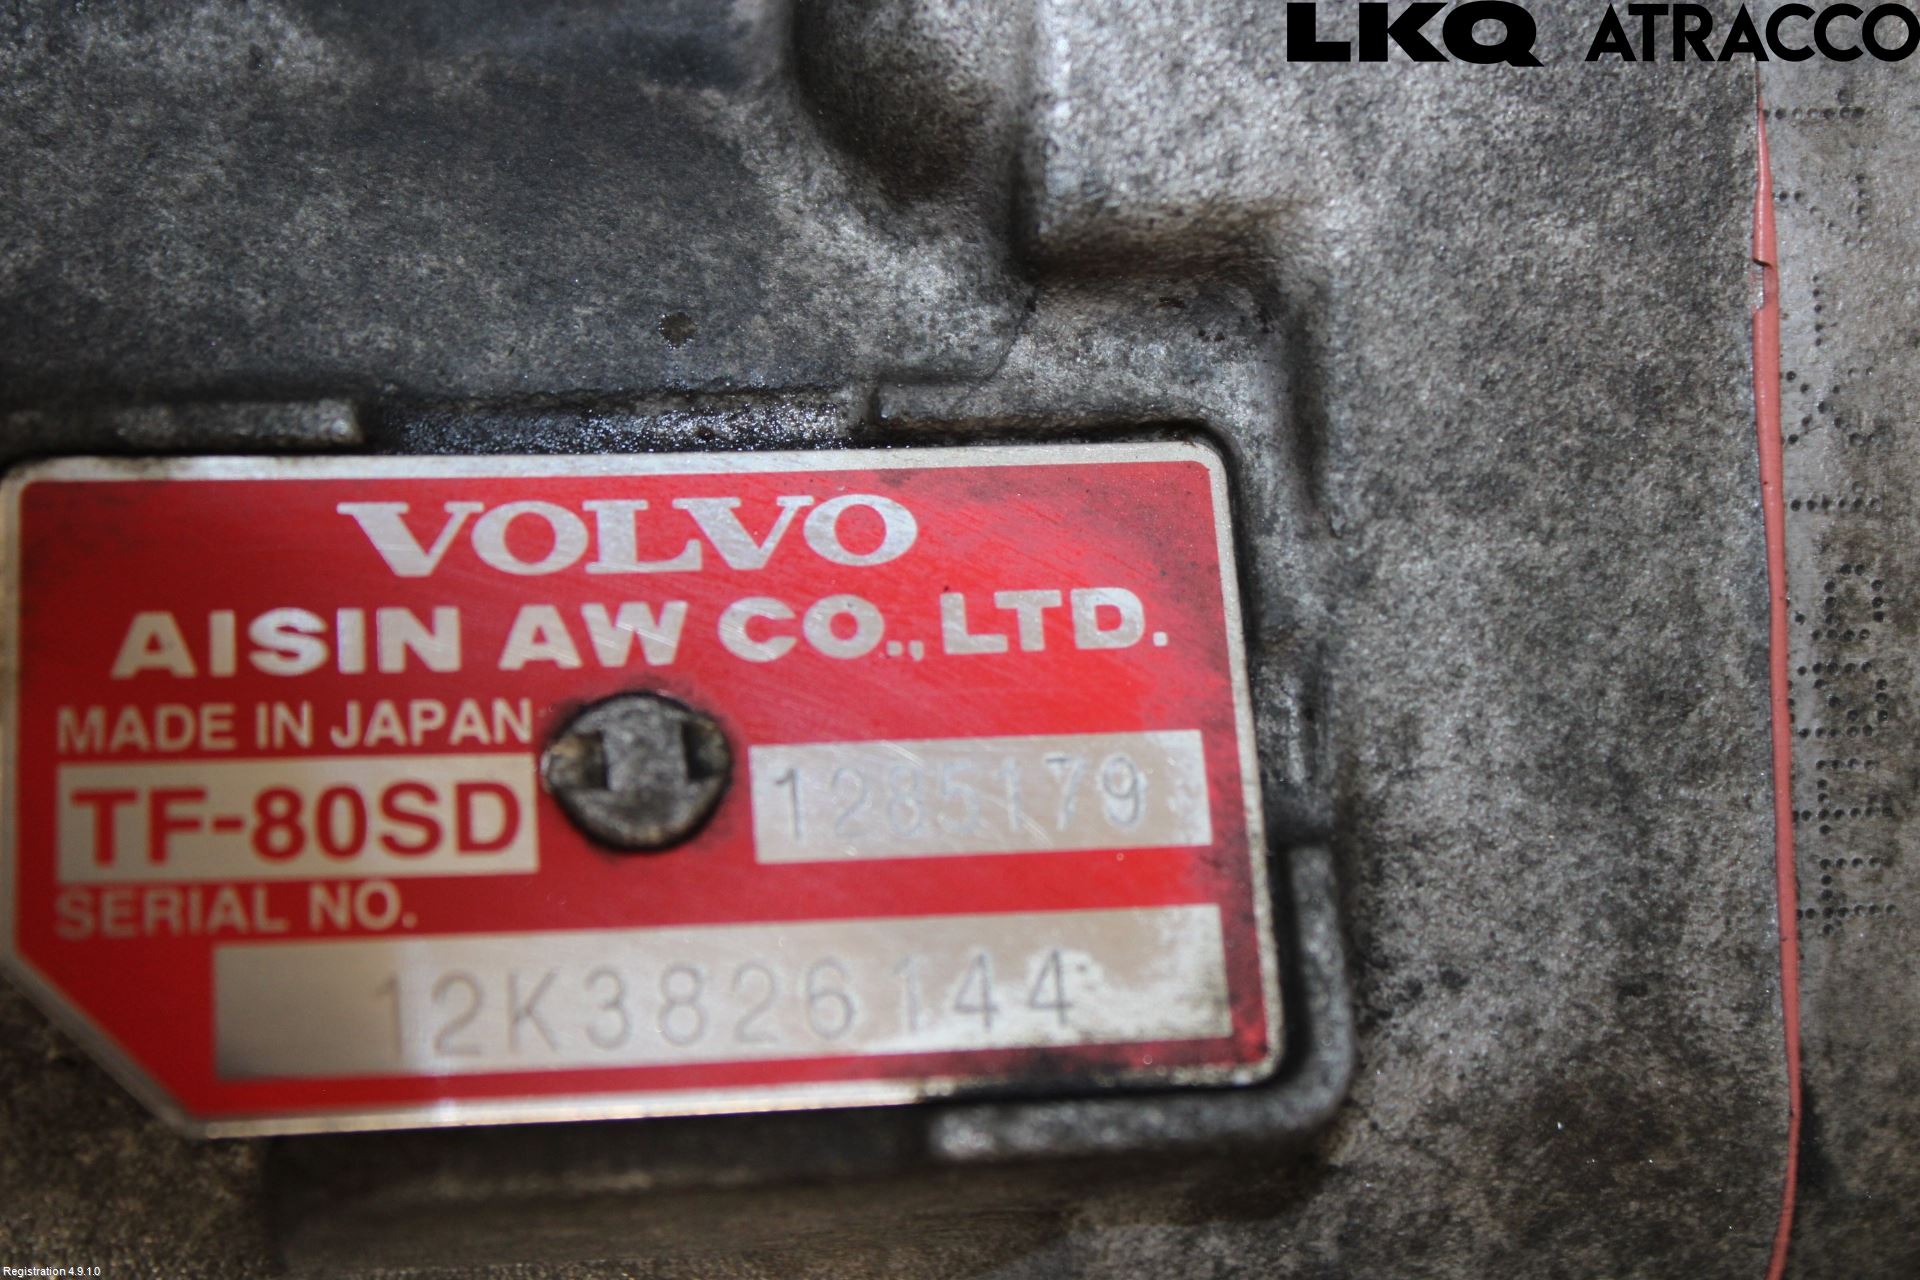 LKQ ATRACCO
VOLVO
AISIN AW CO., LTD.
MADE IN JAPAN
TF-80SD 1285179
SERIAL NO.
12K3826144
Registration 4.9.1.0